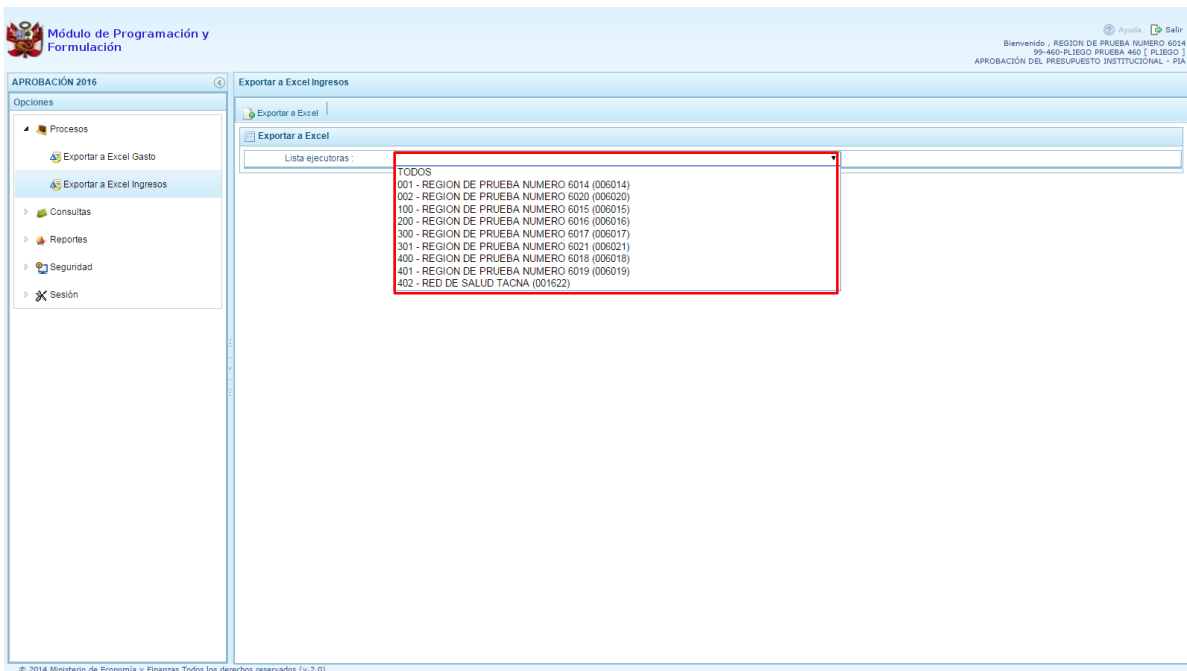 Módulo de Programación y
Formulación
Ayuda Salir
Bienvenido , REGION DE PRUEBA NUMERO 6014
99-460-PLIEGO PRUEBA 460 [ PLIEGO ]
APROBACIÓN DEL PRESUPUESTO INSTITUCIONAL - PIA
APROBACIÓN 2016
Opciones
Procesos
Exportar a Excel Gasto
Exportar a Excel Ingresos
Consultas
Reportes
Seguridad
Sesión
Exportar a Excel Ingresos
Exportar a Excel
Exportar a Excel
Lista ejecutoras :
TODOS
001 - REGION DE PRUEBA NUMERO 6014 (006014)
002 - REGION DE PRUEBA NUMERO 6020 (006020)
100 - REGION DE PRUEBA NUMERO 6015 (006015)
200 - REGION DE PRUEBA NUMERO 6016 (006016)
300 - REGION DE PRUEBA NUMERO 6017 (006017)
301 - REGION DE PRUEBA NUMERO 6021 (006021)
400 - REGION DE PRUEBA NUMERO 6018 (006018)
401 - REGION DE PRUEBA NUMERO 6019 (006019)
402 - RED DE SALUD TACNA (001622)
© 2014 Ministerio de Economía y Finanzas Todos los derechos reservados (v.2.0)